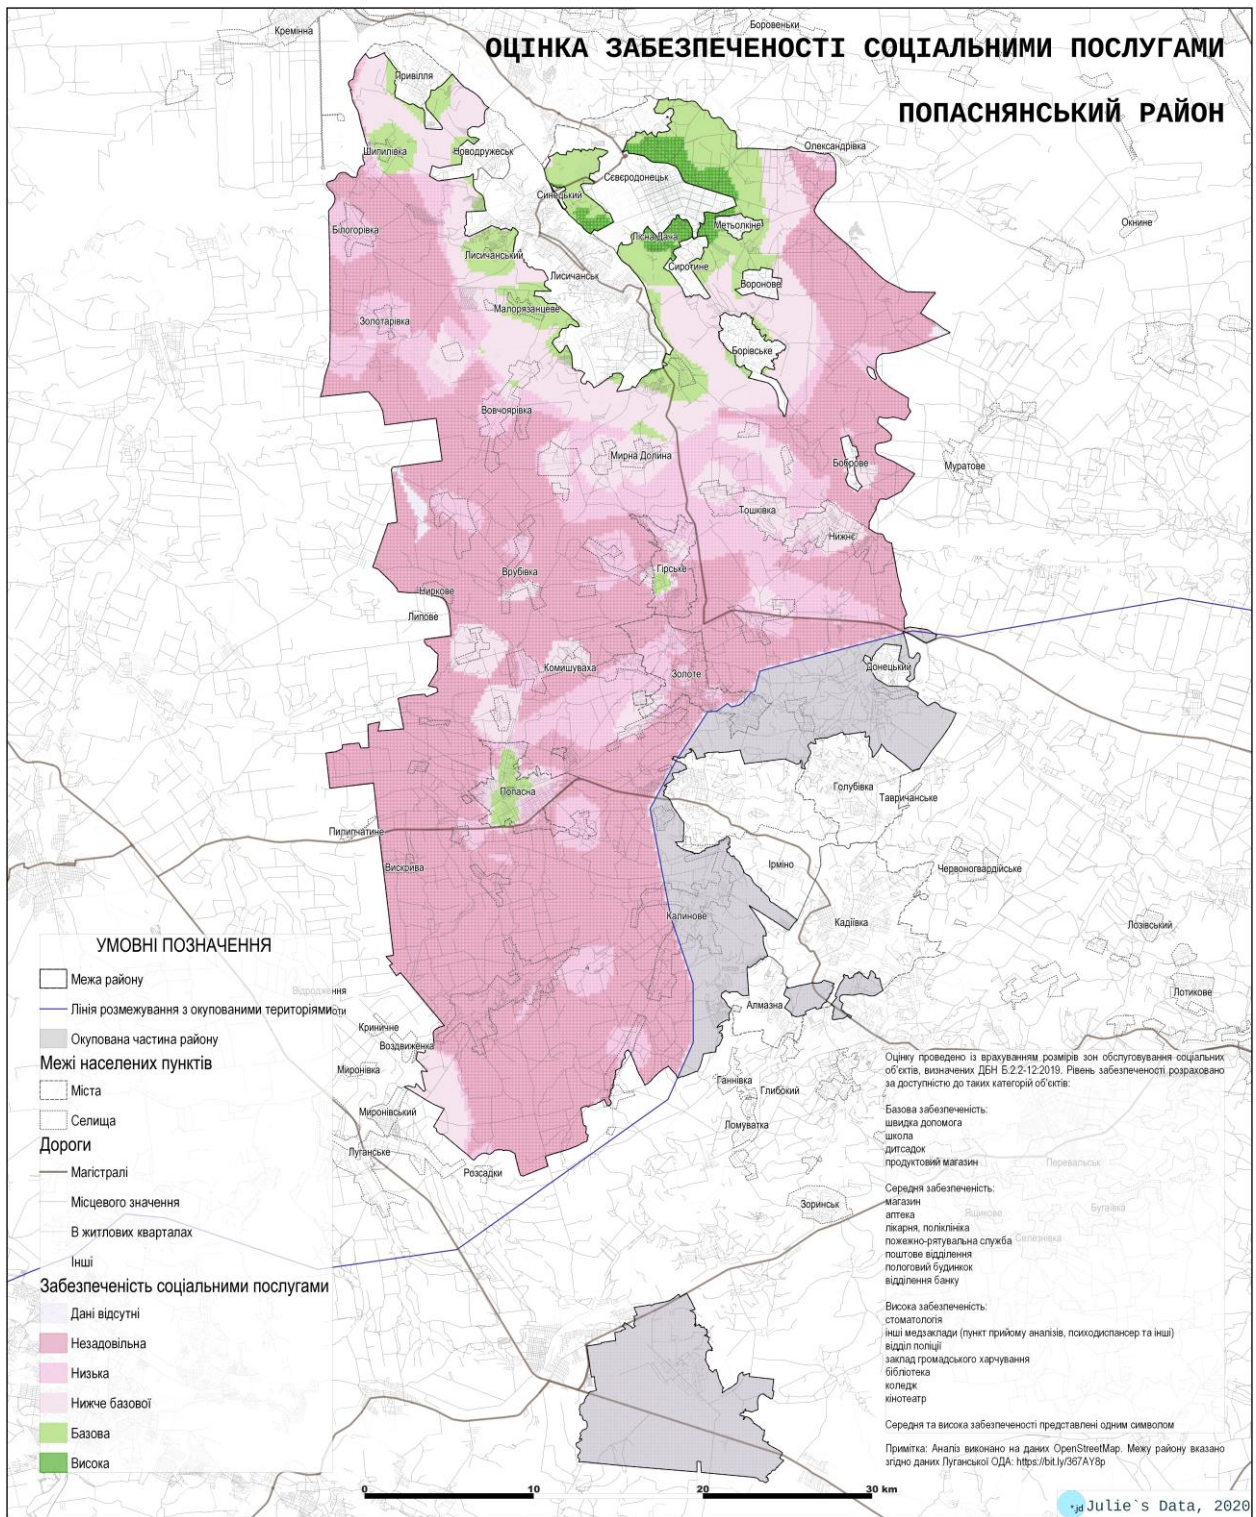 Кремінна
Боровеньки
ОЦІНКА ЗАБЕЗПЕЧЕНОСТІ СОЦІАЛЬНИМИ ПОСЛУГАМИ
ПОПАСНЯНСЬКИЙ РАЙОН
Привілля
Шипилівка
Новодружеськ
Олександрівка
Сєвєродонецьк
Синецький
Білогорівка
Лісна Дача
Метьолкіне
Окнине
Лисичанський
Лисичанськ
Сиротине
Воронове
Малорязанцеве
Золотарівка
Борівське
Вовчоярівка
Мирна Долина
Боброве
Муратове
Тошківка
Нижнє
Врубівка
Гірське
Ниркове
Липове
Комишуваха
Золоте
Донецький
Попасна
Голубівка
Тавричанське
Пилипчатине
Вискрива
Ірміно
Червоногвардійське
Калинове
Кадіївка
Лозівський
Алмазна
Лотикове
УМОВНІ ПОЗНАЧЕННЯ
Межа району
Відродження
Лінія розмежування з окупованими територіями
Окупована частина району
Криничне
Воздвиженка
Миронівка
Миронівський
Луганське
Розсадки
Ганнівка
Глибокий
Ломуватка
Зоринськ
Межі населених пунктів
Міста
Селища
Дороги
Магістралі
Місцевого значення
В житлових кварталах
Інші
Забезпеченість соціальними послугами
Дані відсутні
Незадовільна
Низька
Нижче базової
Базова
Висока
Оцінку проведено із врахуванням розмірів зон обслуговування соціальних
об'єктів, визначених ДБН Б.2.2-12:2019. Рівень забезпеченості розраховано
за доступністю до таких категорій об'єктів:
Базова забезпеченість:
швидка допомога
школа
дитсадок
продуктовий магазин
Перевальськ
Середня забезпеченість:
магазин
аптека
Ящикове
Бугаївка
лікарня, поліклініка
пожежно-рятувальна служба
Селезнівка
поштове відділення
пологовий будинкок
відділення банку
Висока забезпеченість:
стоматологія
інші медзаклади (пункт прийому аналізів, психодиспансер та інші)
відділ поліції
заклад громадського харчування
бібліотека
коледж
кінотеатр
Середня та висока забезпеченості представлені одним символом
Примітка: Аналіз виконано на даних OpenStreetMap. Межу району вказано
згідно даних Луганської ОДА: https://bit.ly/367AY8p
0 10 20 30 km
*.jd Julie`s Data, 2020